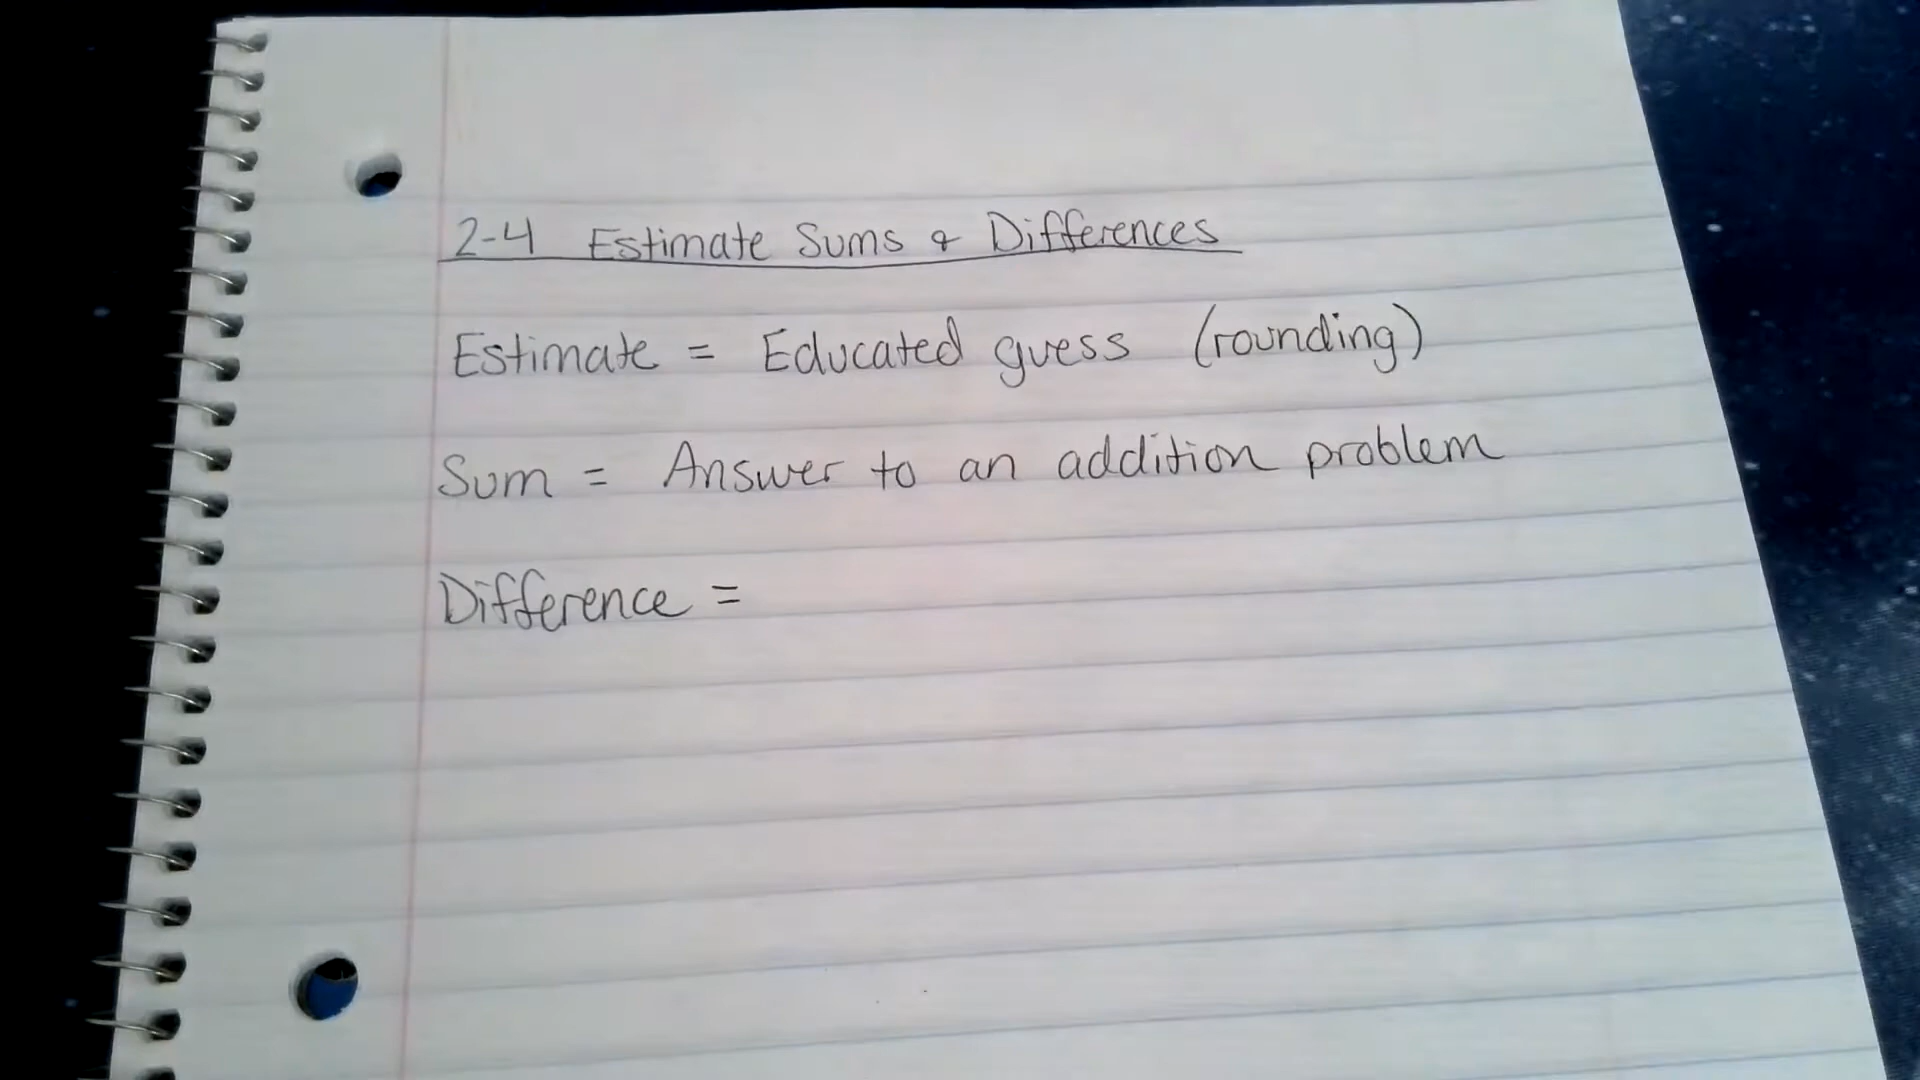 2-4 Estimate Sums & Differences
Estimate = Educated guess (rounding)
Sum = Answer to an addition problem
Difference =